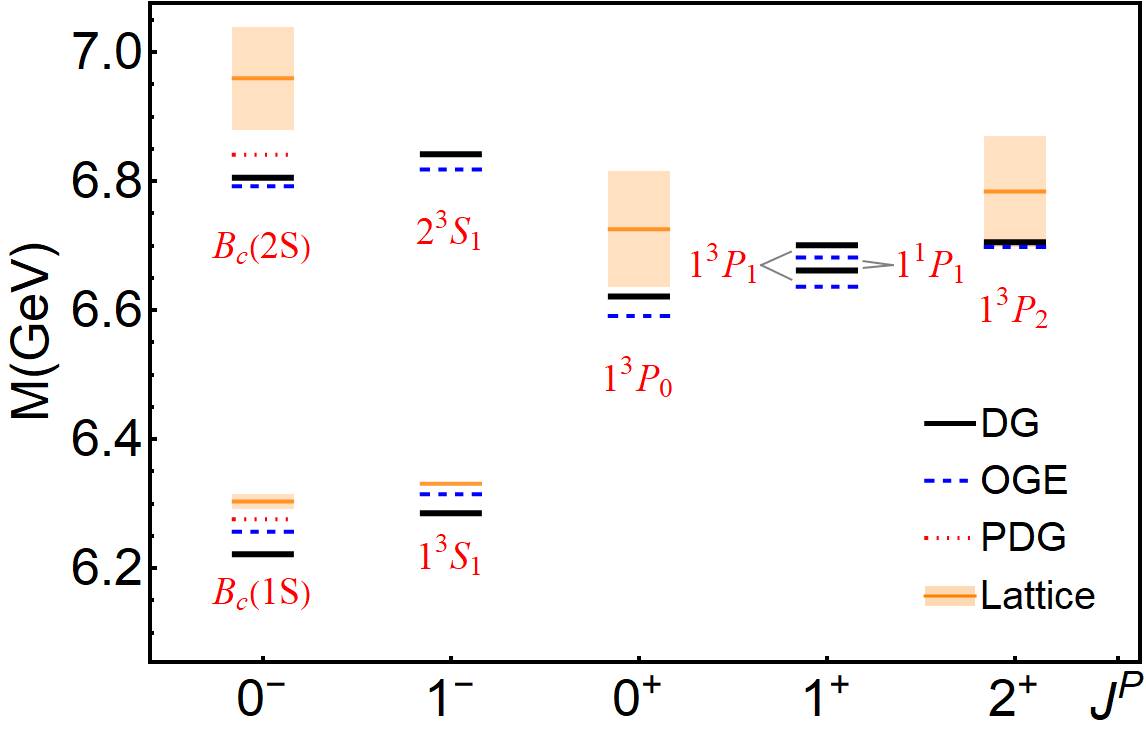 M(GeV)
7.0
6.8
6.6
6.4
6.2
B_c(2S)
2^3S_1
1^3P_0
1^3P_1
1^1P_1
1^3P_2
B_c(1S)
1^3S_1
DG
OGE
PDG
Lattice
0^− 1^− 0^+ 1^+ 2^+ J^P